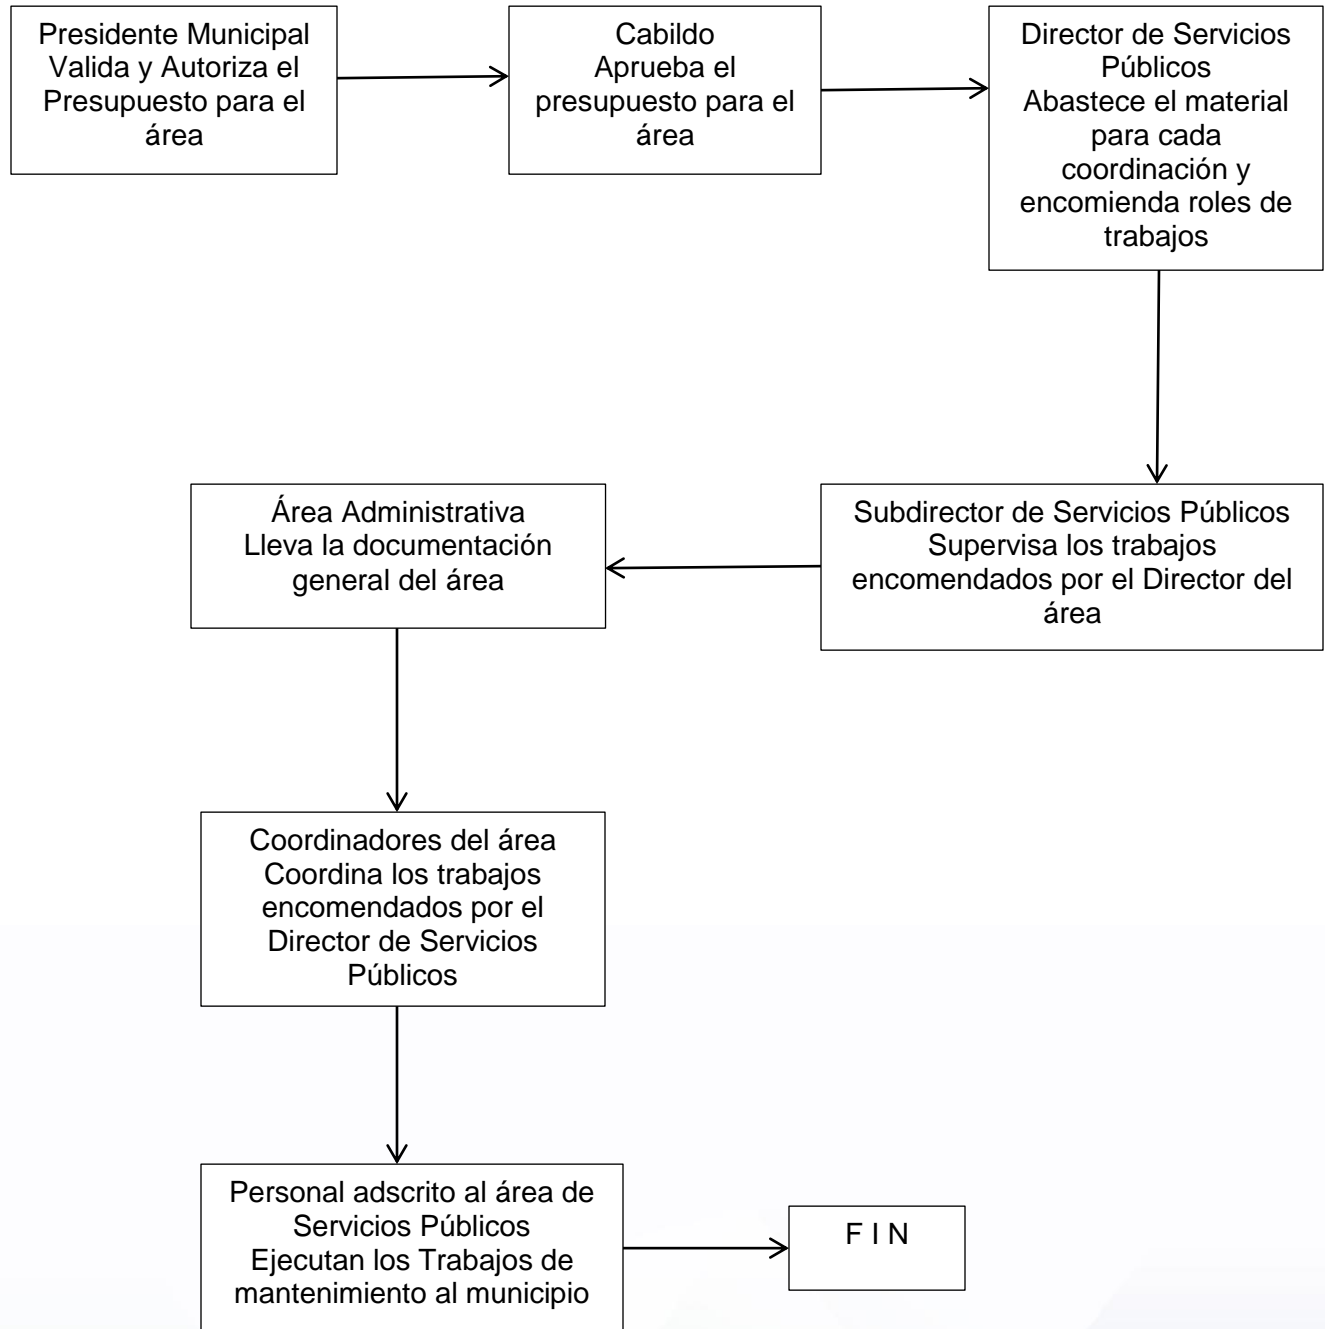 Presidente Municipal
Valida y Autoriza el
Presupuesto para el
área
Cabildo
Aprueba el
presupuesto para el
área
Director de Servicios
Públicos
Abastece el material
para cada
coordinación y
encomienda roles de
trabajos
Subdirector de Servicios Públicos
Supervisa los trabajos
encomendados por el Director del
área
Área Administrativa
Lleva la documentación
general del área
Coordinadores del área
Coordina los trabajos
encomendados por el
Director de Servicios
Públicos
Personal adscrito al área de
Servicios Públicos
Ejecutan los Trabajos de
mantenimiento al municipio
F I N